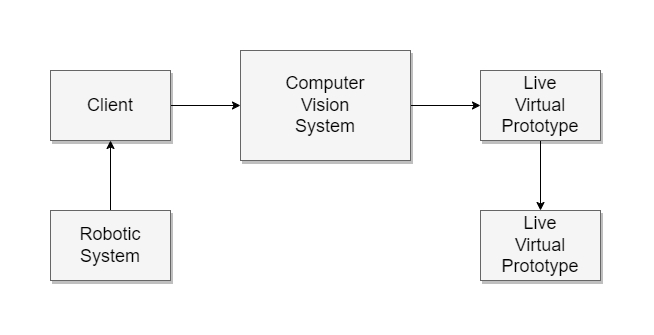 Client
Computer
Vision
System
Live
Virtual
Prototype
Robotic
System
Live
Virtual
Prototype